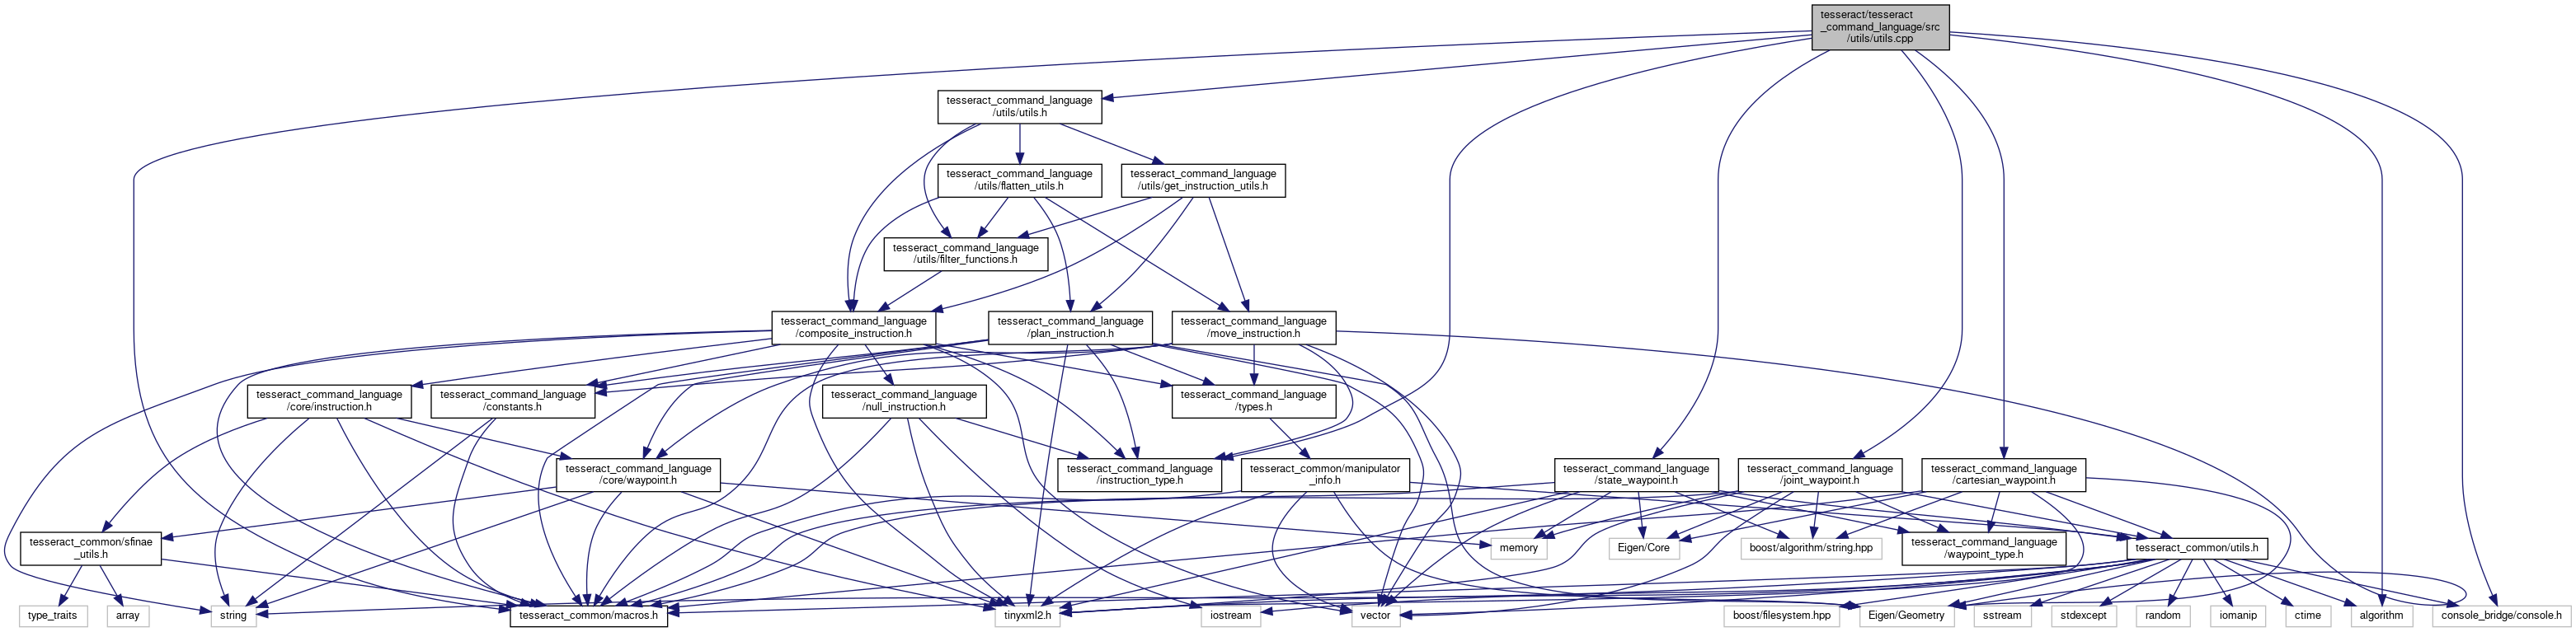 tesseract/tesseract
_command_language/src
/utils/utils.cpp
tesseract_command_language
/utils/utils.h
tesseract_command_language
/utils/flatten_utils.h
tesseract_command_language
/utils/get_instruction_utils.h
tesseract_command_language
/utils/filter_functions.h
tesseract_command_language
/composite_instruction.h
tesseract_command_language
/plan_instruction.h
tesseract_command_language
/move_instruction.h
tesseract_command_language
/core/instruction.h
tesseract_command_language
/constants.h
tesseract_command_language
/null_instruction.h
tesseract_command_language
/types.h
tesseract_command_language
/core/waypoint.h
tesseract_command_language
/instruction_type.h
tesseract_common/manipulator
_info.h
tesseract_command_language
/state_waypoint.h
tesseract_command_language
/joint_waypoint.h
tesseract_command_language
/cartesian_waypoint.h
tesseract_common/sfinae
_utils.h
memory
Eigen/Core
boost/algorithm/string.hpp
tesseract_command_language
/waypoint_type.h
tesseract_common/utils.h
type_traits
array
string
tesseract_common/macros.h
tinyxml2.h
iostream
vector
boost/filesystem.hpp
Eigen/Geometry
sstream
stdexcept
random
iomanip
ctime
algorithm
console_bridge/console.h